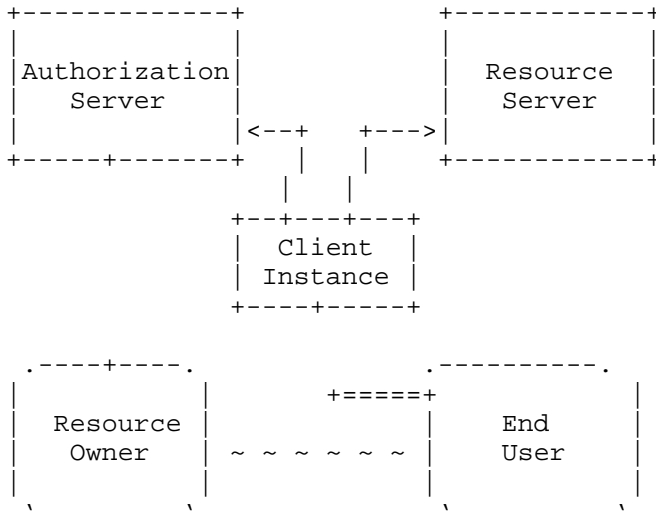 Authorization
Server
Resource
Server
Client
Instance
Resource
Owner
End
User